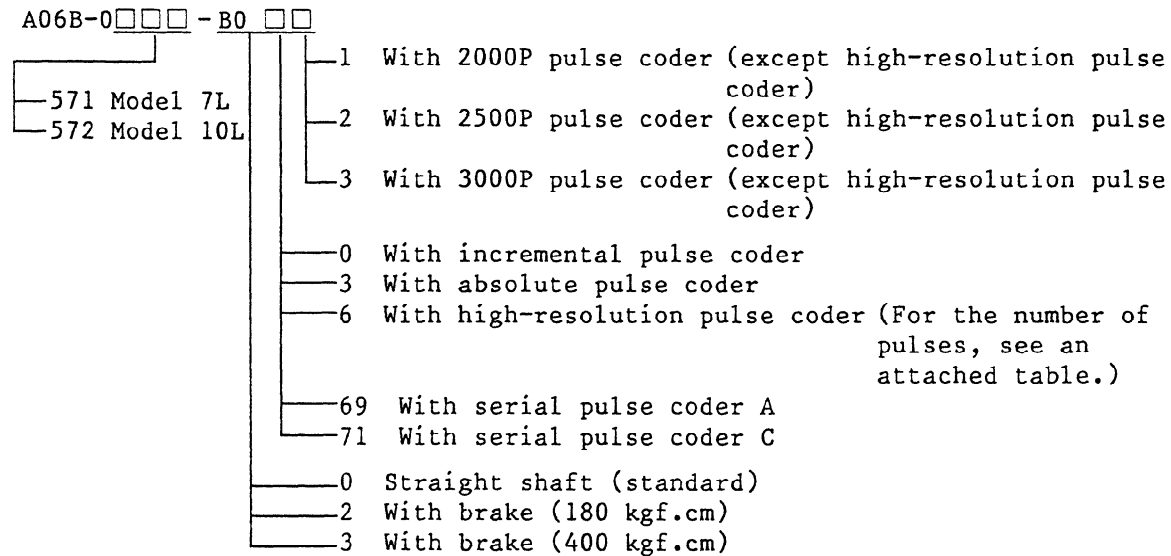 A06B-0□□□ - B0 □□
1 With 2000P pulse coder (except high-resolution pulse
coder)
571 Model 7L
572 Model 10L
2 With 2500P pulse coder (except high-resolution pulse
coder)
3 With 3000P pulse coder (except high-resolution pulse
coder)
0 With incremental pulse coder
3 With absolute pulse coder
6 With high-resolution pulse coder (For the number of
pulses, see an
attached table.)
69 With serial pulse coder A
71 With serial pulse coder C
0 Straight shaft (standard)
2 With brake (180 kgf.cm)
3 With brake (400 kgf.cm)